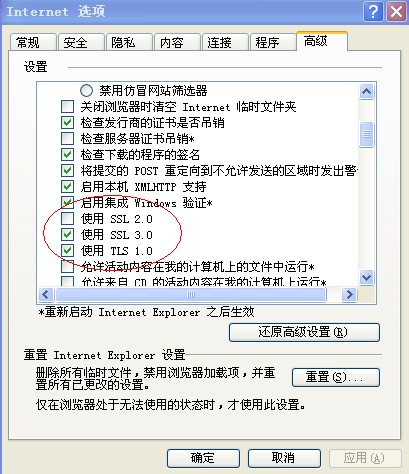 Internet 选项
常规 安全 隐私 内容 连接 程序 高级
设置
禁用仿冒网站筛选器
关闭浏览器时清空 Internet 临时文件夹
检查发行商的证书是否吊销
检查服务器证书吊销*
检查下载的程序的签名
将提交的 POST 重定向到不允许发送的区域时发出警
启用本机 XMLHTTP 支持
启用集成 Windows 验证*
使用 SSL 2.0
使用 SSL 3.0
使用 TLS 1.0
允许活动内容在我的计算机上的文件中运行*
允许来自 CD 的活动内容在我的计算机上运行*
*重新启动 Internet Explorer 之后生效
还原高级设置(R)
重置 Internet Explorer 设置
删除所有临时文件,禁用浏览器加载项,并重
置所有已更改的设置。
重置(S)...
仅在浏览器处于无法使用的状态时,才使用此设置。
确定 取消 应用(A)